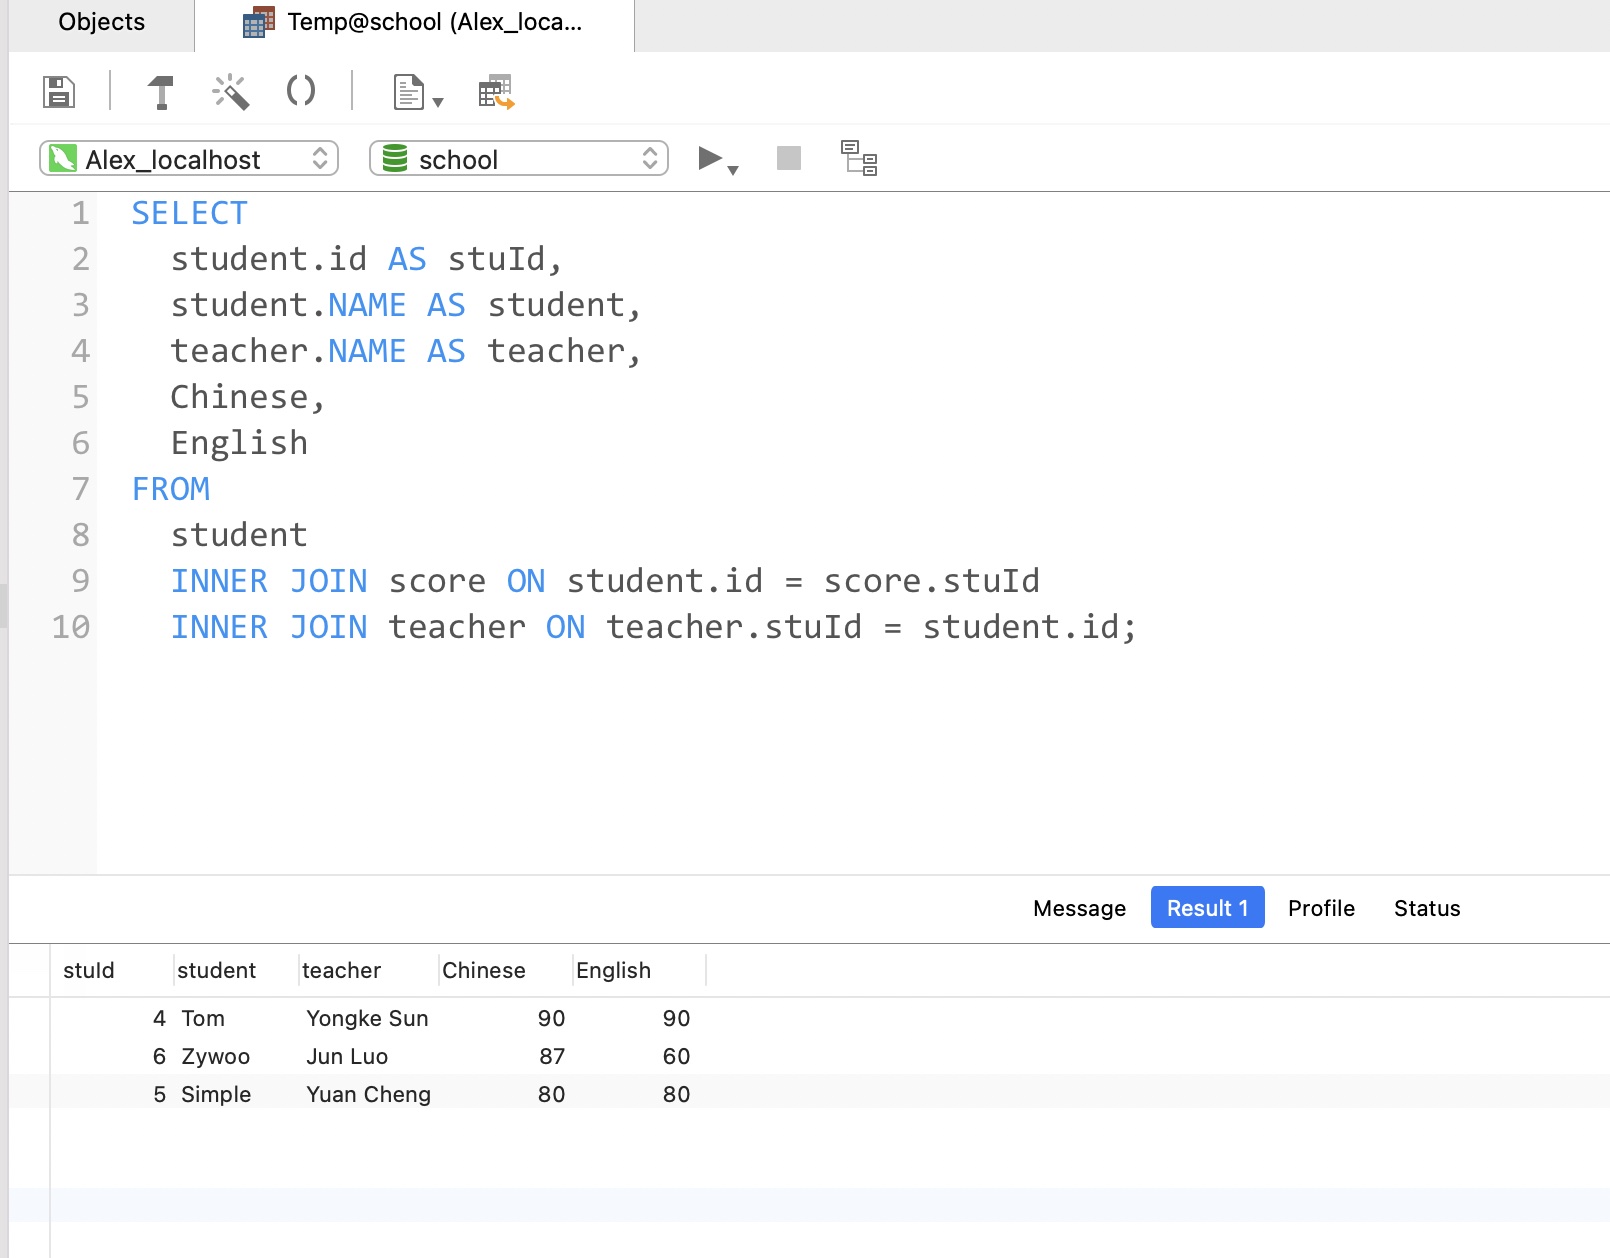 Objects Temp@school (Alex_loca...
Alex_localhost school
1 SELECT
2 student.id AS stuId,
3 student.NAME AS student,
4 teacher.NAME AS teacher,
5 Chinese,
6 English
7 FROM
8 student
9 INNER JOIN score ON student.id = score.stuId
10 INNER JOIN teacher ON teacher.stuId = student.id;
Message Result 1 Profile Status
stuId student teacher Chinese English
4 Tom Yongke Sun 90 90
6 Zywoo Jun Luo 87 60
5 Simple Yuan Cheng 80 80